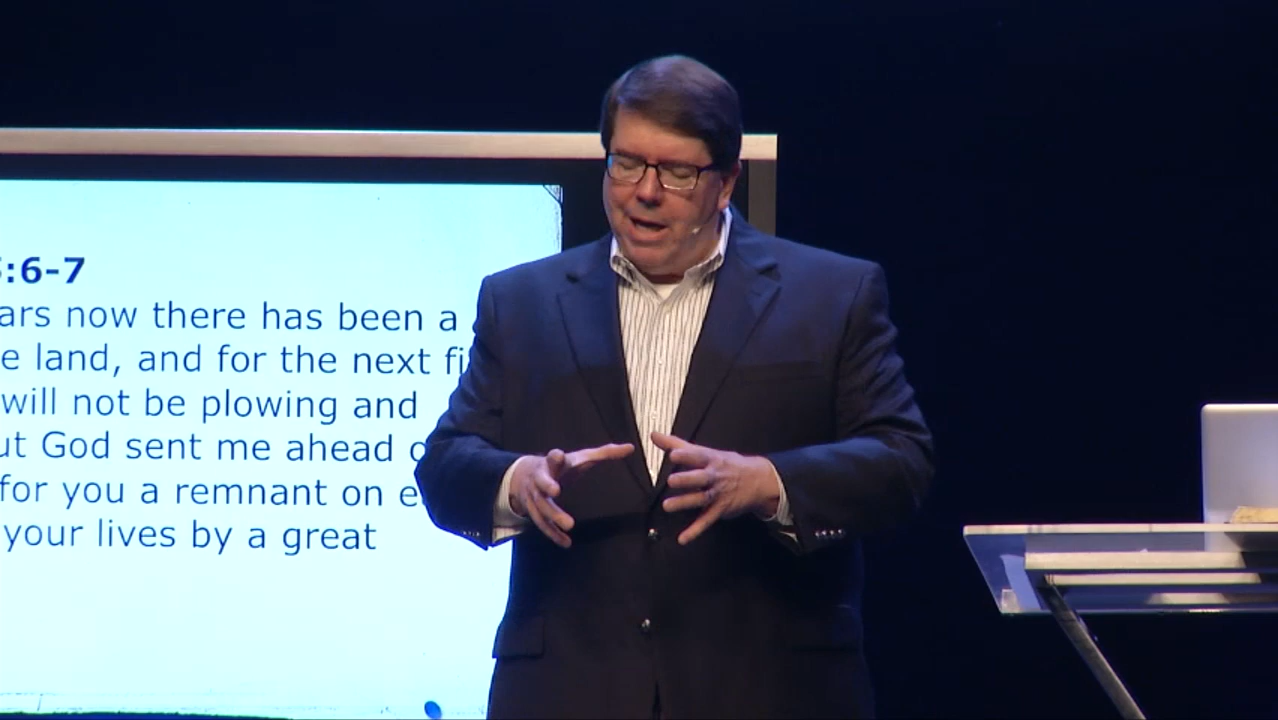 :6-7
ars now there has been a
e land, and for the next fi
will not be plowing and
ut God sent me ahead o
for you a remnant on e
your lives by a great